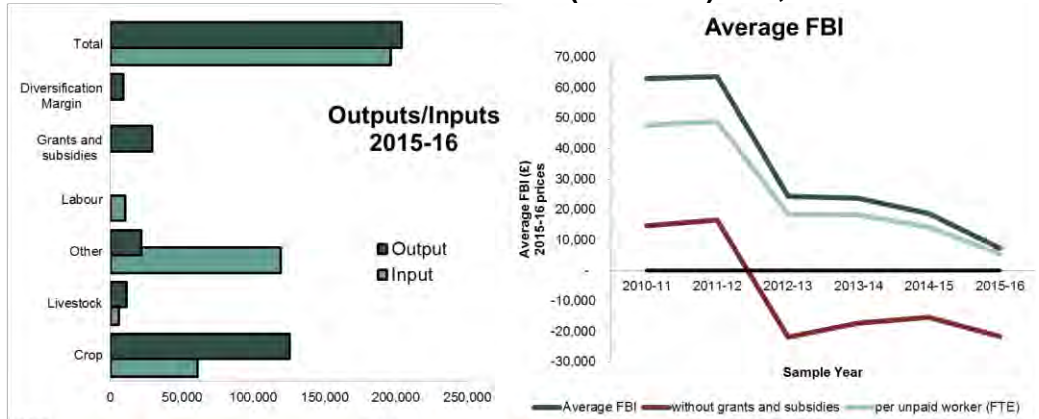 Total
Diversification
Margin
Grants and
subsidies
Labour
Other
Livestock
Crop
Outputs/Inputs
2015-16
Output
Input
0
50,000
100,000
150,000
200,000
250,000
Average FBI
Average FBI (£)
2015-16 prices
70,000
60,000
50,000
40,000
30,000
20,000
10,000
-
-10,000
-20,000
-30,000
2010-11
2011-12
2012-13
2013-14
2014-15
2015-16
Sample Year
Average FBI
without grants and subsidies
per unpaid worker (FTE)